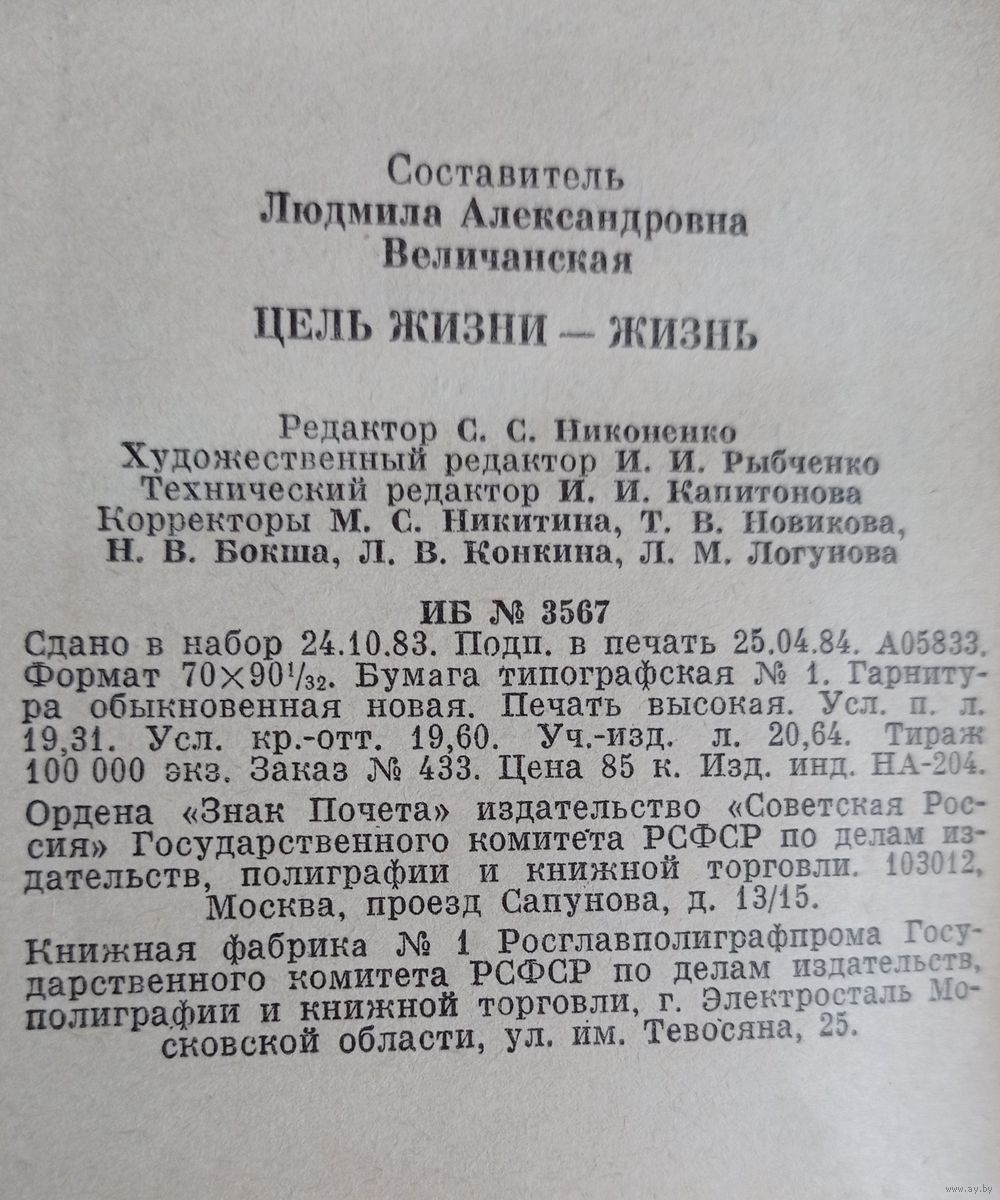 Составитель
Людмила Александровна
Величанская
ЦЕЛЬ ЖИЗНИ — ЖИЗНЬ
Редактор С. С. Никоненко
Художественный редактор И. И. Рыбченко
Технический редактор И. И. Капитонова
Корректоры М. С. Никитина, Т. В. Новикова,
Н. В. Бокша, Л. В. Конкина, Л. М. Логунова
ИБ № 3567
Сдано в набор 24.10.83. Подп. в печать 25.04.84. А05833.
Формат 70×90¹/₃₂. Бумага типографская № 1. Гарниту-
ра обыкновенная новая. Печать высокая. Усл. п. л.
19,31. Усл. кр.-отт. 19,60. Уч.-изд. л. 20,64. Тираж
100 000 экз. Заказ № 433. Цена 85 к. Изд. инд. НА-204.
Ордена «Знак Почета» издательство «Советская Рос-
сия» Государственного комитета РСФСР по делам из-
дательств, полиграфии и книжной торговли. 103012,
Москва, проезд Сапунова, д. 13/15.
Книжная фабрика № 1 Росглавполиграфпрома Госу-
дарственного комитета РСФСР по делам издательств,
полиграфии и книжной торговли, г. Электросталь Мо-
сковской области, ул. им. Тевосяна, 25.
www.ay.by